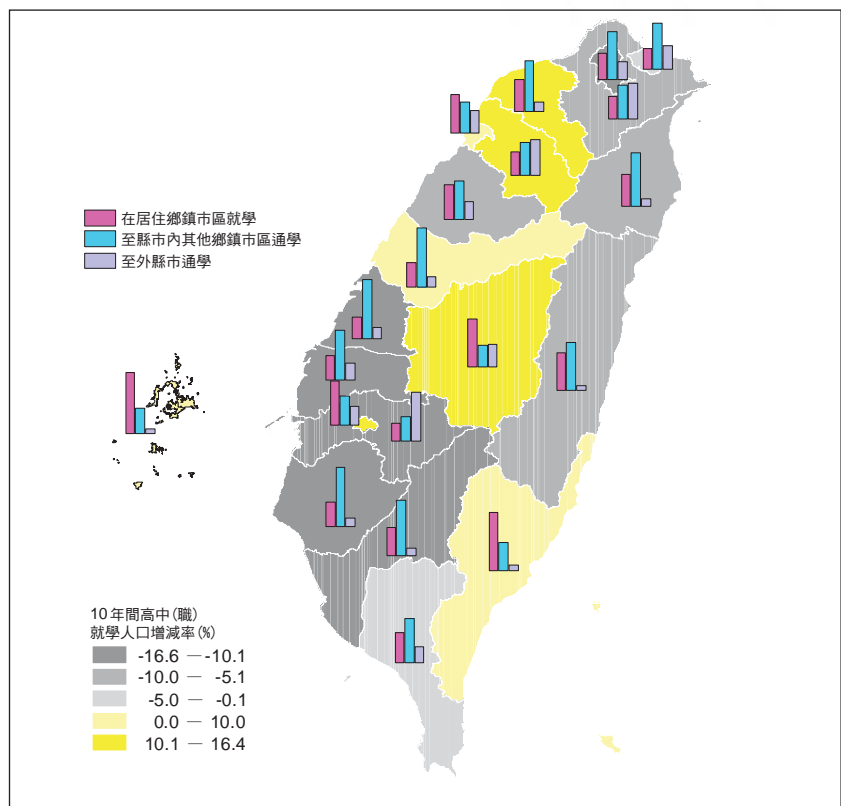 在居住鄉鎮市區就學
至縣市內其他鄉鎮市區通學
至外縣市通學
10年間高中(職)
就學人口增減率(%)
-16.6 — -10.1
-10.0 — -5.1
-5.0 — -0.1
0.0 — 10.0
10.1 — 16.4